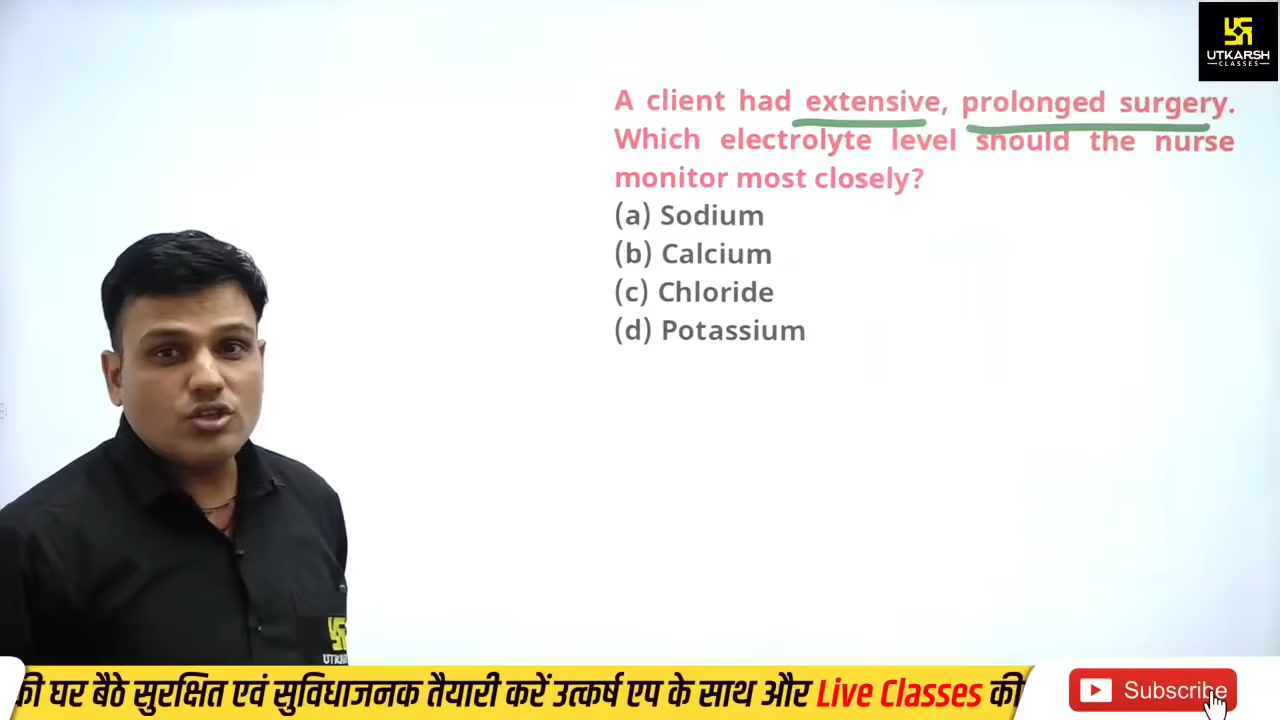 UTKARSH
CLASSES
A client had extensive, prolonged surgery.
Which electrolyte level should the nurse
monitor most closely?
(a) Sodium
(b) Calcium
(c) Chloride
(d) Potassium
की घर बैठे सुरक्षित एवं सुविधाजनक तैयारी करें उत्कर्ष एप के साथ और Live Classes की
Subscribe